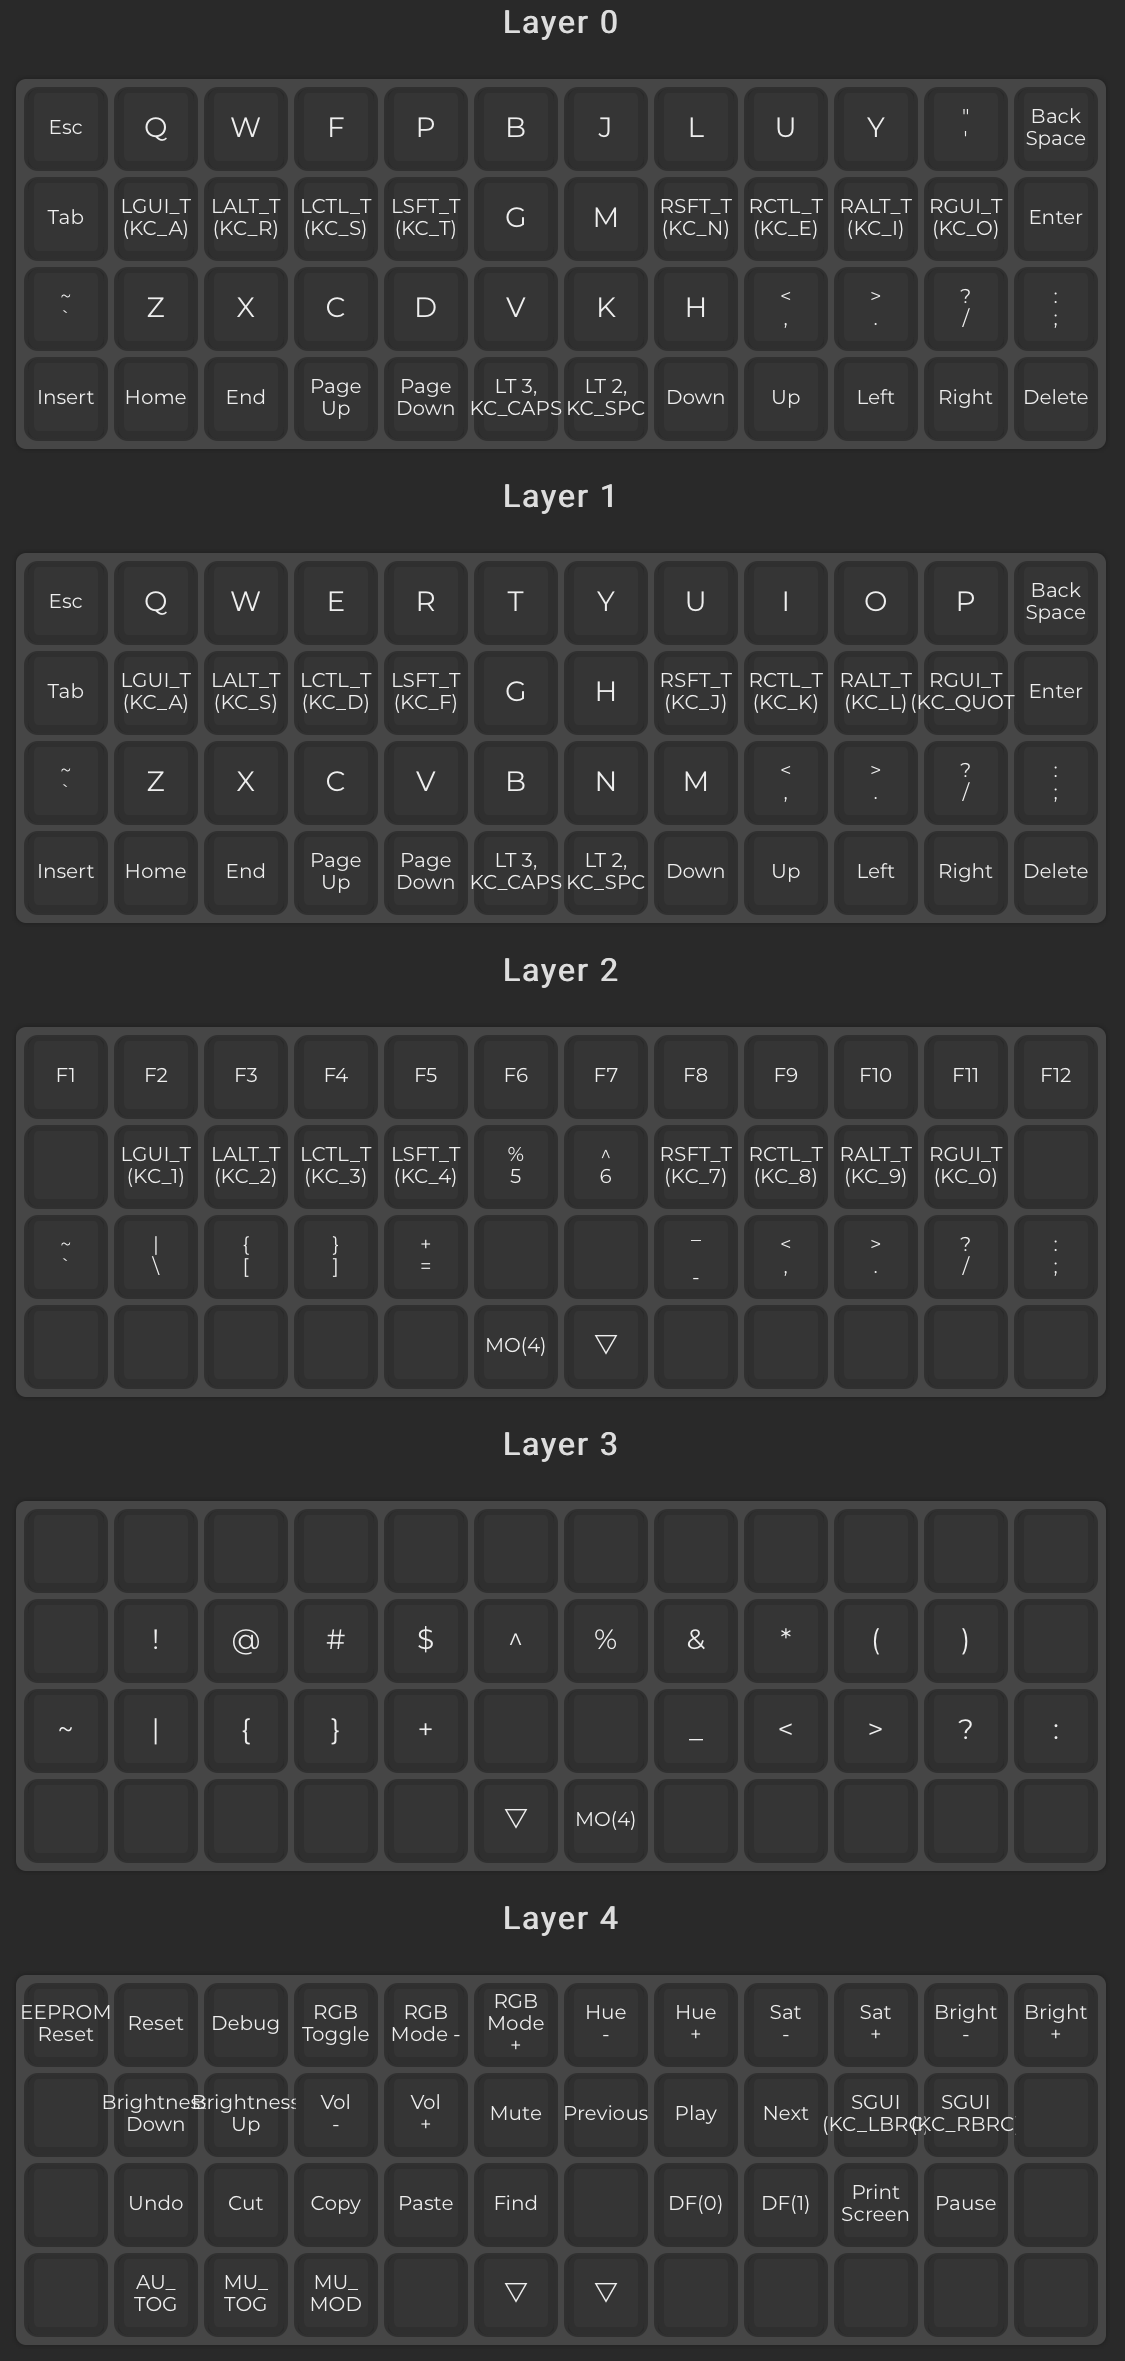 Layer 0
Esc Q W F P B J L U Y " ' Back Space
Tab LGUI_T (KC_A) LALT_T (KC_R) LCTL_T (KC_S) LSFT_T (KC_T) G M RSFT_T (KC_N) RCTL_T (KC_E) RALT_T (KC_I) RGUI_T (KC_O) Enter
~ ` Z X C D V K H < , > . ? / : ;
Insert Home End Page Up Page Down LT 3, KC_CAPS LT 2, KC_SPC Down Up Left Right Delete
Layer 1
Esc Q W E R T Y U I O P Back Space
Tab LGUI_T (KC_A) LALT_T (KC_S) LCTL_T (KC_D) LSFT_T (KC_F) G H RSFT_T (KC_J) RCTL_T (KC_K) RALT_T (KC_L) RGUI_T (KC_QUOT Enter
~ ` Z X C V B N M < , > . ? / : ;
Insert Home End Page Up Page Down LT 3, KC_CAPS LT 2, KC_SPC Down Up Left Right Delete
Layer 2
F1 F2 F3 F4 F5 F6 F7 F8 F9 F10 F11 F12
LGUI_T (KC_1) LALT_T (KC_2) LCTL_T (KC_3) LSFT_T (KC_4) % 5 ^ 6 RSFT_T (KC_7) RCTL_T (KC_8) RALT_T (KC_9) RGUI_T (KC_0)
~ ` | \ { [ } ] + = _ - < , > . ? / : ;
MO(4) ▽
Layer 3
! @ # $ ^ % & * ( )
~ | { } + _ < > ? :
▽ MO(4)
Layer 4
EEPROM Reset Reset Debug RGB Toggle RGB Mode - RGB Mode + Hue - Hue + Sat - Sat + Bright - Bright +
Brightness Down Brightness Up Vol - Vol + Mute Previous Play Next SGUI (KC_LBRC) SGUI (KC_RBRC)
Undo Cut Copy Paste Find DF(0) DF(1) Print Screen Pause
AU_ TOG MU_ TOG MU_ MOD ▽ ▽